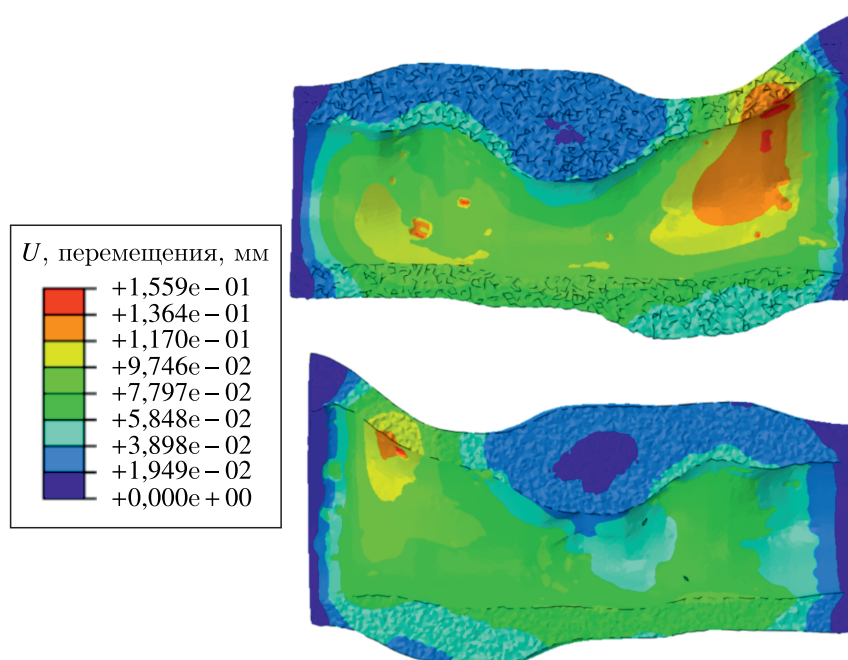 U, перемещения, мм
+1,559e−01
+1,364e−01
+1,170e−01
+9,746e−02
+7,797e−02
+5,848e−02
+3,898e−02
+1,949e−02
+0,000e+00